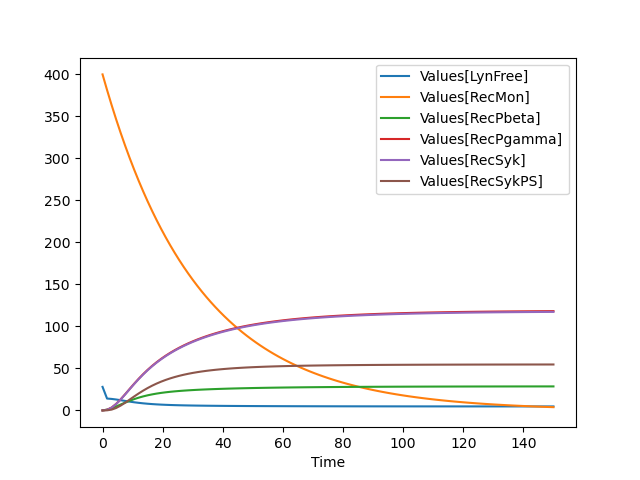 400
350
300
250
200
150
100
50
0
0 20 40 60 80 100 120 140
Time
Values[LynFree]
Values[RecMon]
Values[RecPbeta]
Values[RecPgamma]
Values[RecSyk]
Values[RecSykPS]